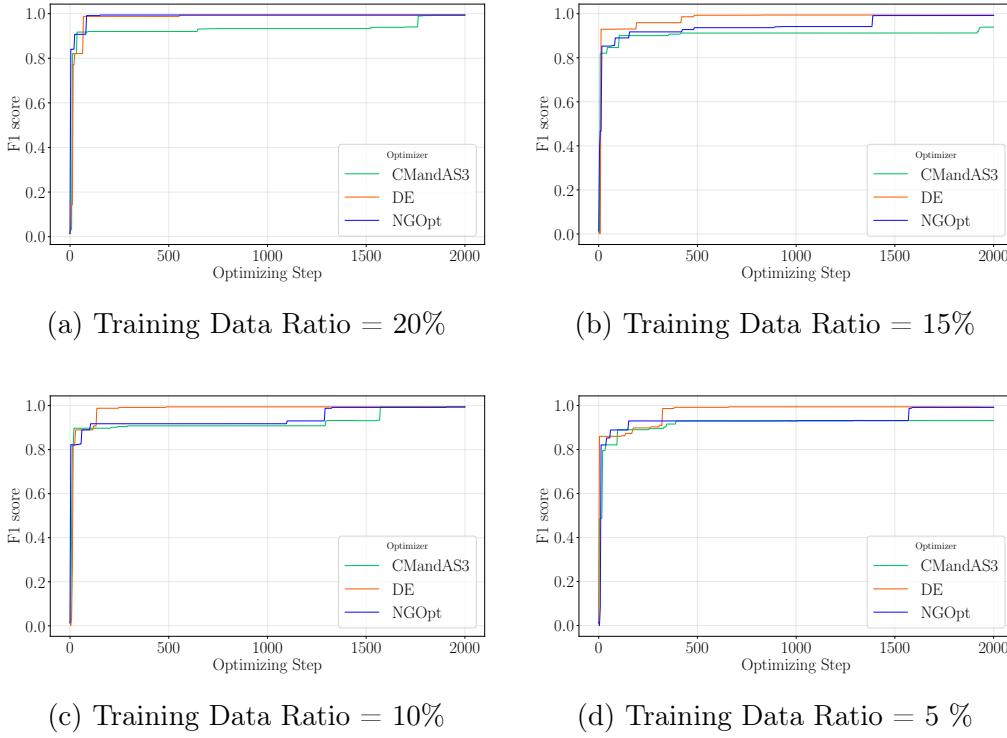 1.0
0.8
0.6
0.4
0.2
0.0
F1 score
0
500
1000
1500
2000
Optimizing Step
Optimizer
CMandAS3
DE
NGOpt
(a) Training Data Ratio = 20%
1.0
0.8
0.6
0.4
0.2
0.0
F1 score
0
500
1000
1500
2000
Optimizing Step
Optimizer
CMandAS3
DE
NGOpt
(b) Training Data Ratio = 15%
1.0
0.8
0.6
0.4
0.2
0.0
F1 score
0
500
1000
1500
2000
Optimizing Step
Optimizer
CMandAS3
DE
NGOpt
(c) Training Data Ratio = 10%
1.0
0.8
0.6
0.4
0.2
0.0
F1 score
0
500
1000
1500
2000
Optimizing Step
Optimizer
CMandAS3
DE
NGOpt
(d) Training Data Ratio = 5 %